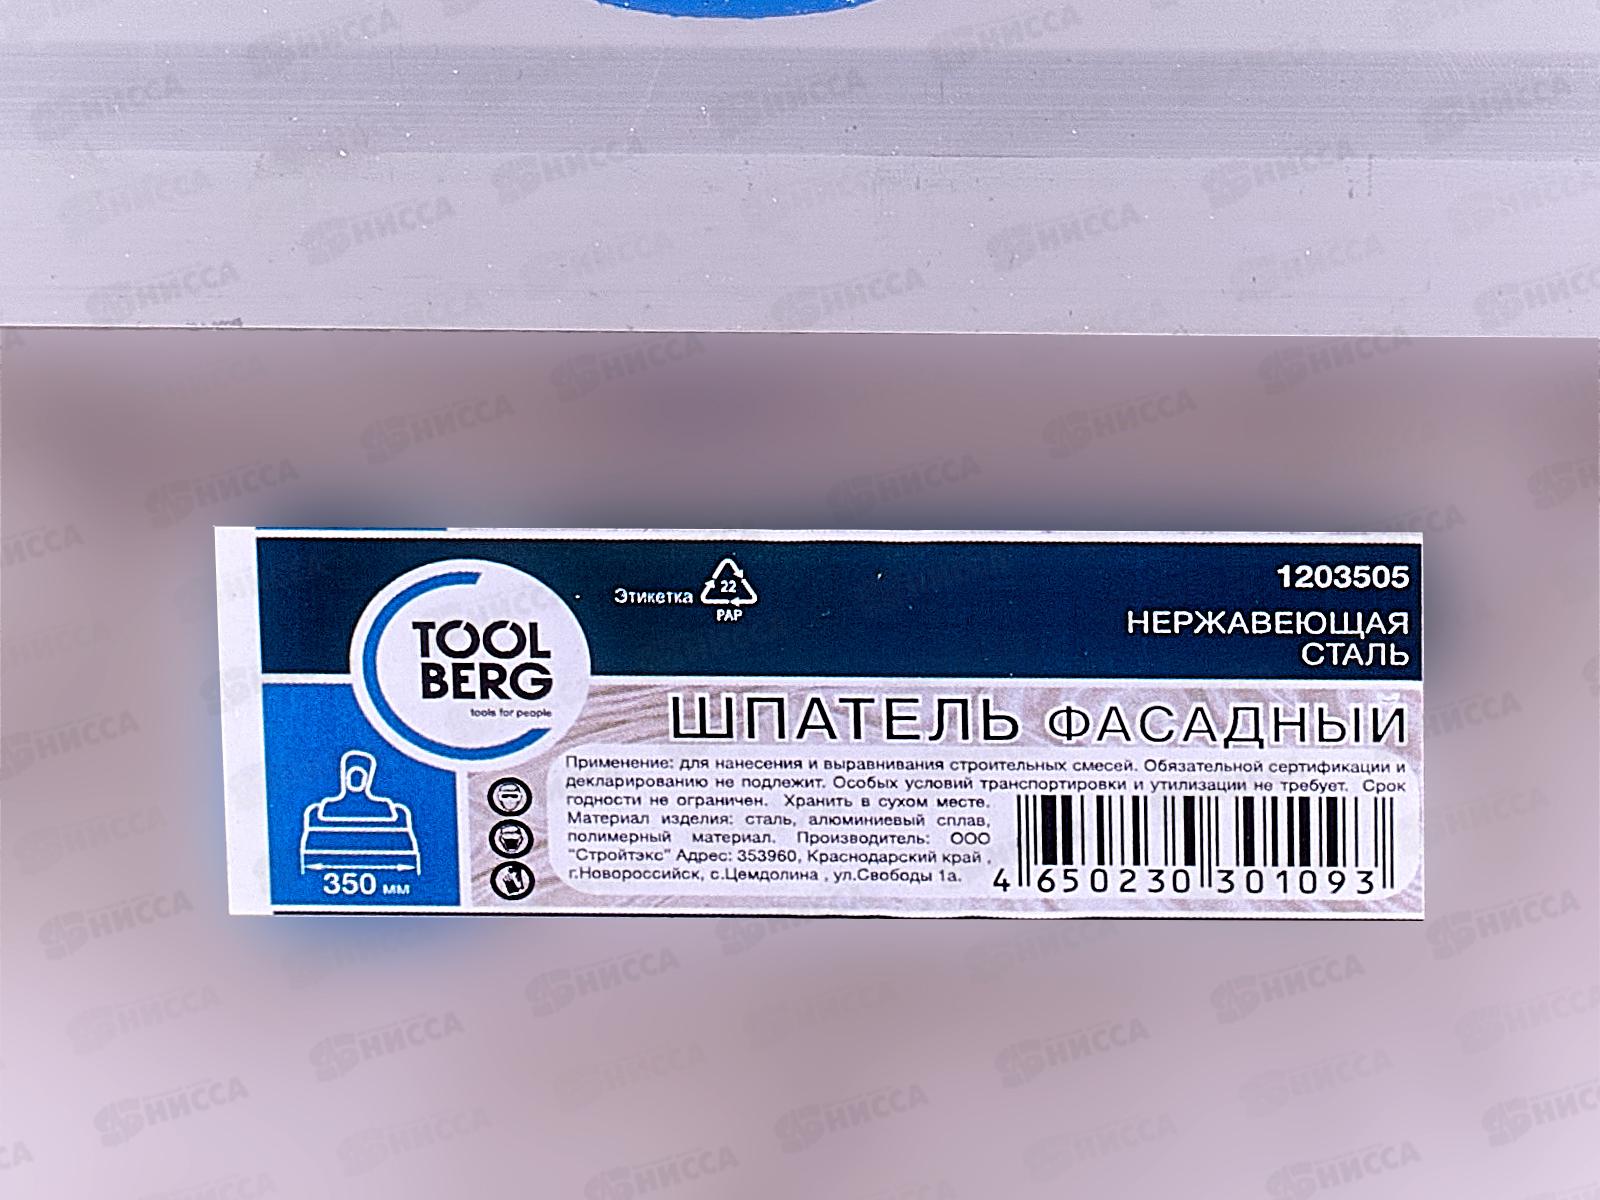 1203505
НЕРЖАВЕЮЩАЯ
СТАЛЬ
Этикетка
22
PAP
TOOL
BERG
tools for people
ШПАТЕЛЬ ФАСАДНЫЙ
350 мм
Применение: для нанесения и выравнивания строительных смесей. Обязательной сертификации и
декларированию не подлежит. Особых условий транспортировки и утилизации не требует. Срок
годности не ограничен. Хранить в сухом месте.
Материал изделия: сталь, алюминиевый сплав,
полимерный материал. Производитель: ООО
"Стройтэкс" Адрес: 353960, Краснодарский край ,
г.Новороссийск, с.Цемдолина , ул.Свободы 1а.
4 650230 301093
НИССА